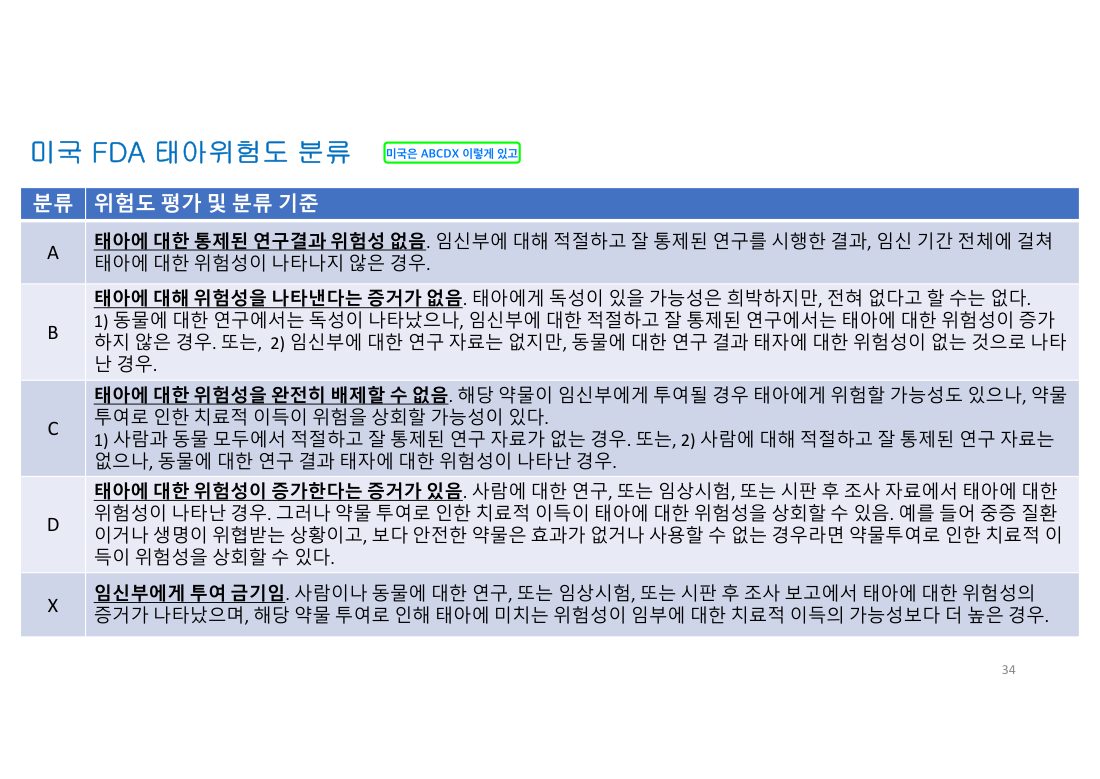 미국 FDA 태아위험도 분류
미국은 ABCDX 이렇게 있고
분류 위험도 평가 및 분류 기준
A
태아에 대한 통제된 연구결과 위험성 없음. 임신부에 대해 적절하고 잘 통제된 연구를 시행한 결과, 임신 기간 전체에 걸쳐
태아에 대한 위험성이 나타나지 않은 경우.
B
태아에 대해 위험성을 나타낸다는 증거가 없음. 태아에게 독성이 있을 가능성은 희박하지만, 전혀 없다고 할 수는 없다.
1) 동물에 대한 연구에서는 독성이 나타났으나, 임신부에 대한 적절하고 잘 통제된 연구에서는 태아에 대한 위험성이 증가
하지 않은 경우. 또는, 2) 임신부에 대한 연구 자료는 없지만, 동물에 대한 연구 결과 태자에 대한 위험성이 없는 것으로 나타
난 경우.
C
태아에 대한 위험성을 완전히 배제할 수 없음. 해당 약물이 임신부에게 투여될 경우 태아에게 위험할 가능성도 있으나, 약물
투여로 인한 치료적 이득이 위험을 상회할 가능성이 있다.
1) 사람과 동물 모두에서 적절하고 잘 통제된 연구 자료가 없는 경우. 또는, 2) 사람에 대해 적절하고 잘 통제된 연구 자료는
없으나, 동물에 대한 연구 결과 태자에 대한 위험성이 나타난 경우.
D
태아에 대한 위험성이 증가한다는 증거가 있음. 사람에 대한 연구, 또는 임상시험, 또는 시판 후 조사 자료에서 태아에 대한
위험성이 나타난 경우. 그러나 약물 투여로 인한 치료적 이득이 태아에 대한 위험성을 상회할 수 있음. 예를 들어 중증 질환
이거나 생명이 위협받는 상황이고, 보다 안전한 약물은 효과가 없거나 사용할 수 없는 경우라면 약물투여로 인한 치료적 이
득이 위험성을 상회할 수 있다.
X
임신부에게 투여 금기임. 사람이나 동물에 대한 연구, 또는 임상시험, 또는 시판 후 조사 보고에서 태아에 대한 위험성의
증거가 나타났으며, 해당 약물 투여로 인해 태아에 미치는 위험성이 임부에 대한 치료적 이득의 가능성보다 더 높은 경우.
34